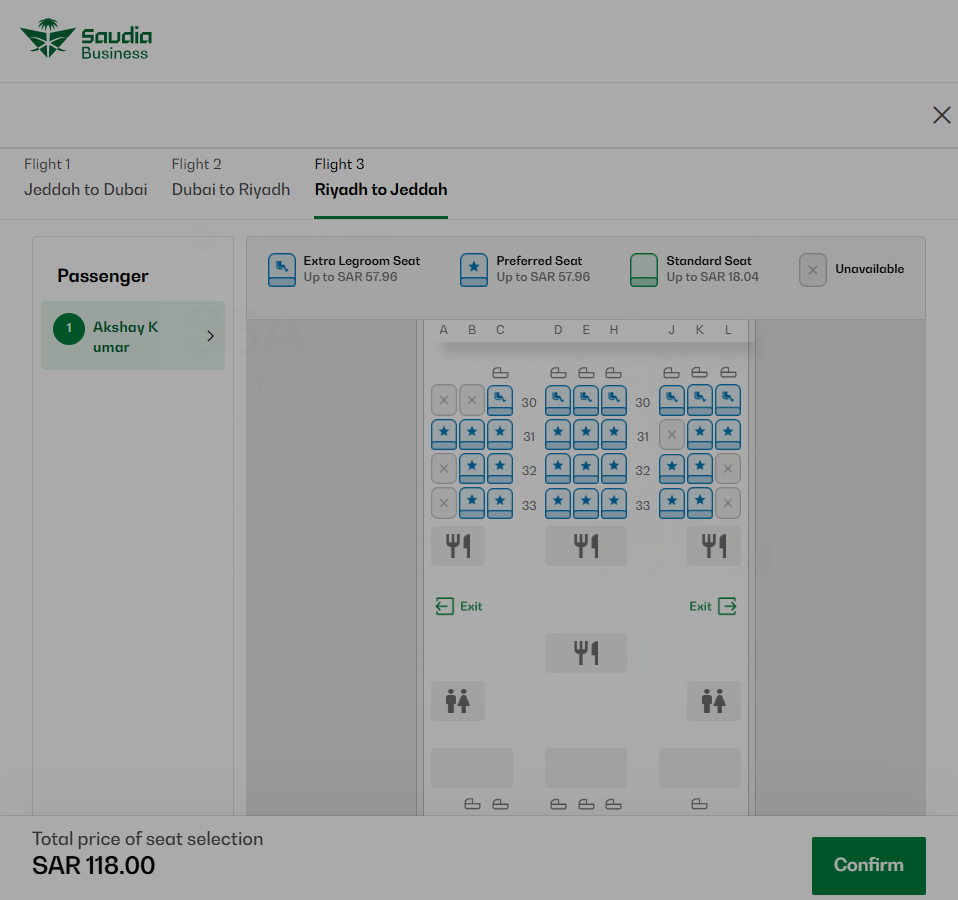 Saudia
Business
Flight 1
Jeddah to Dubai
Flight 2
Dubai to Riyadh
Flight 3
Riyadh to Jeddah
Passenger
1
Akshay K
umar
Extra Legroom Seat
Up to SAR 57.96
Preferred Seat
Up to SAR 57.96
Standard Seat
Up to SAR 18.04
Unavailable
A B C D E H J K L
30 30
31 31
32 32
33 33
Exit Exit
Total price of seat selection
SAR 118.00
Confirm